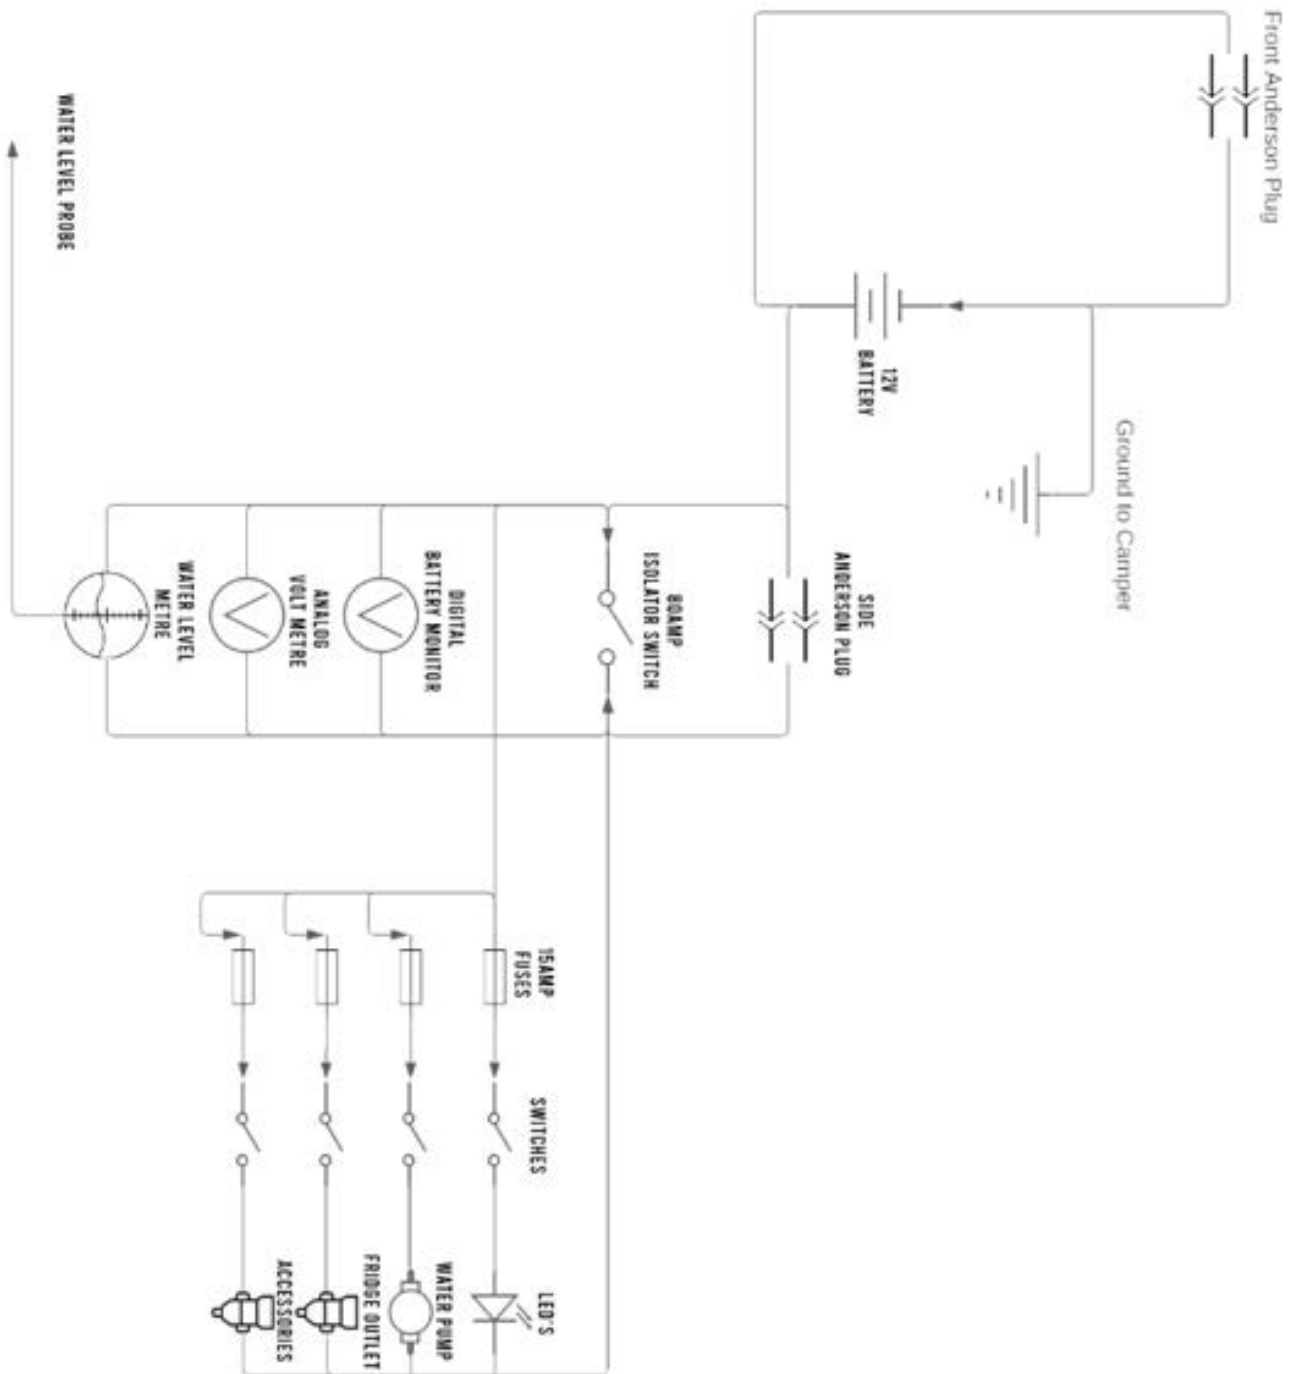 Front Anderson Plug
Ground to Camper
12V
BATTERY
SIDE
ANDERSON PLUG
80AMP
ISOLATOR SWITCH
DIGITAL
BATTERY MONITOR
ANALOG
VOLT METRE
WATER LEVEL
METRE
WATER LEVEL PROBE
15AMP
FUSES
SWITCHES
LED'S
WATER PUMP
FRIDGE OUTLET
ACCESSORIES